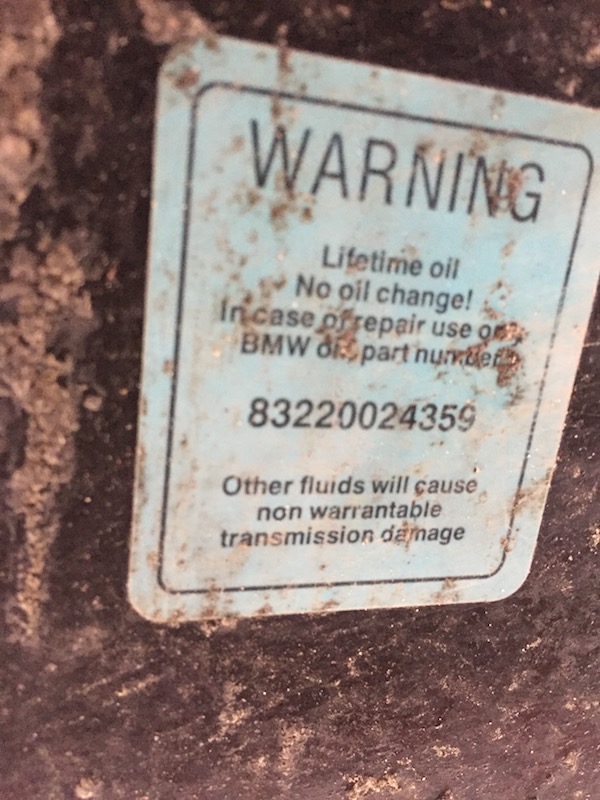 WARNING
Lifetime oil
No oil change!
In case of repair use only
BMW oil, part number
83220024359
Other fluids will cause
non warrantable
transmission damage